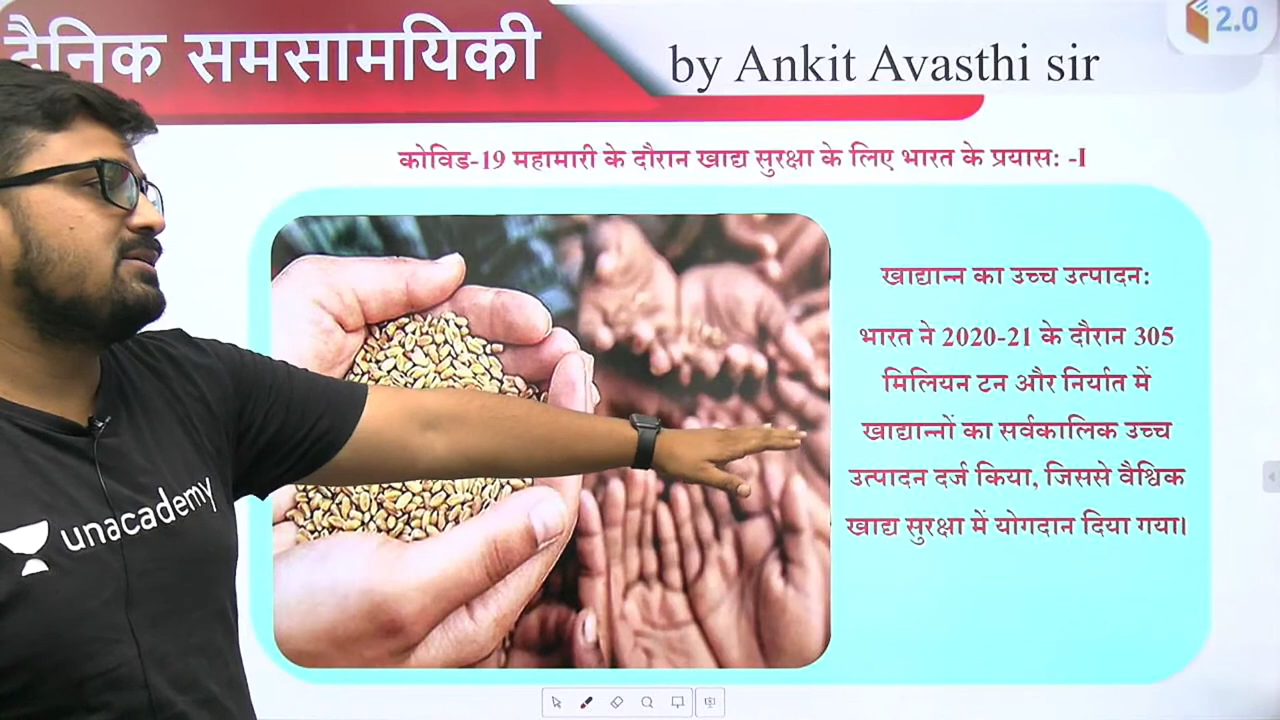 दैनिक समसामयिकी
by Ankit Avasthi sir
2.0
कोविड-19 महामारी के दौरान खाद्य सुरक्षा के लिए भारत के प्रयास: -I
खाद्यान्न का उच्च उत्पादन:
भारत ने 2020-21 के दौरान 305
मिलियन टन और निर्यात में
खाद्यान्नों का सर्वकालिक उच्च
उत्पादन दर्ज किया, जिससे वैश्विक
खाद्य सुरक्षा में योगदान दिया गया।
unacademy